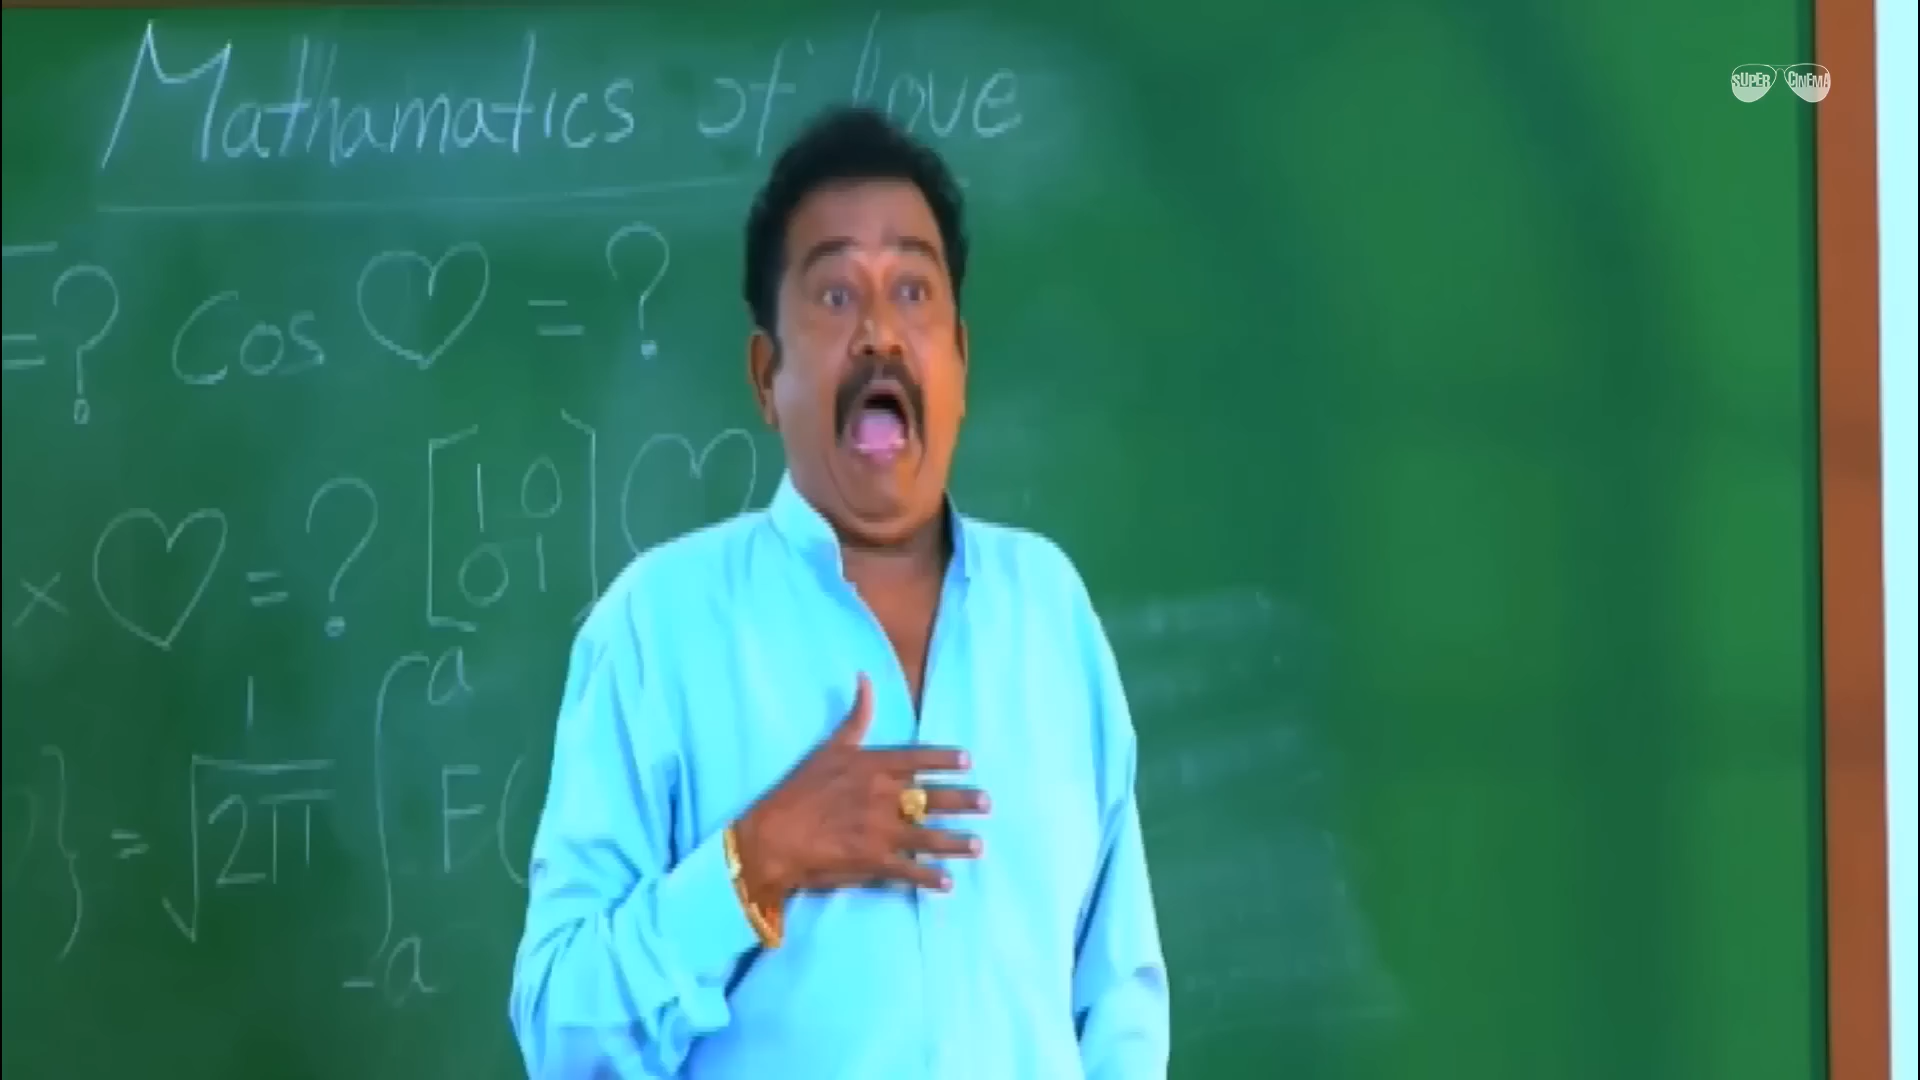 Mathamatics of love
=? Cos ♡ = ?
× ♡ = ? [1 0
0 1] ♡
} = 1
√2π ∫ a
-a F(
SUPER CINEMA